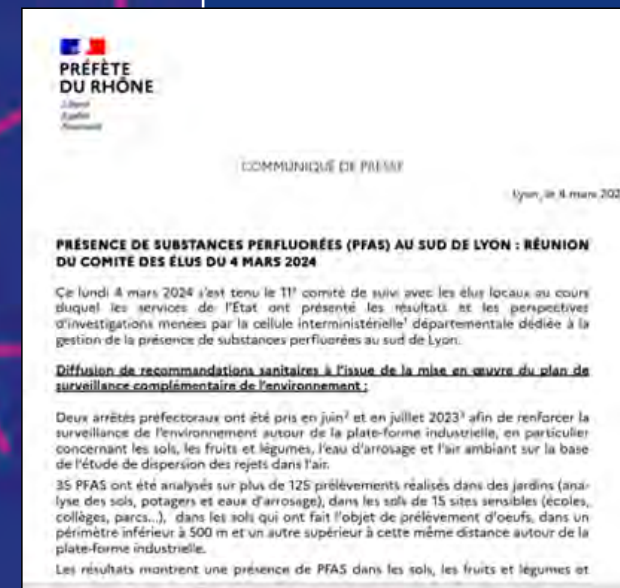 PRÉFÈTE
DU RHÔNE
Liberté
Égalité
Fraternité
COMMUNIQUÉ DE PRESSE
Lyon, le 4 mars 202
PRÉSENCE DE SUBSTANCES PERFLUORÉES (PFAS) AU SUD DE LYON : RÉUNION
DU COMITÉ DES ÉLUS DU 4 MARS 2024
Ce lundi 4 mars 2024 s'est tenu le 11e comité de suivi avec les élus locaux au cours
duquel les services de l'État ont présenté les résultats et les perspectives
d'investigations menées par la cellule interministérielle¹ départementale dédiée à la
gestion de la présence de substances perfluorées au sud de Lyon.
Diffusion de recommandations sanitaires à l'issue de la mise en œuvre du plan de
surveillance complémentaire de l'environnement :
Deux arrêtés préfectoraux ont été pris en juin² et en juillet 2023³ afin de renforcer la
surveillance de l'environnement autour de la plate-forme industrielle, en particulier
concernant les sols, les fruits et légumes, l'eau d'arrosage et l'air ambiant sur la base
de l'étude de dispersion des rejets dans l'air.
35 PFAS ont été analysés sur plus de 125 prélèvements réalisés dans des jardins (ana-
lyse des sols, potagers et eaux d'arrosage), dans les sols de 15 sites sensibles (écoles,
collèges, parcs...), dans les sols qui ont fait l'objet de prélèvement d'oeufs, dans un
périmètre inférieur à 500 m et un autre supérieur à cette même distance autour de la
plate-forme industrielle.
Les résultats montrent une présence de PFAS dans les sols, les fruits et légumes et